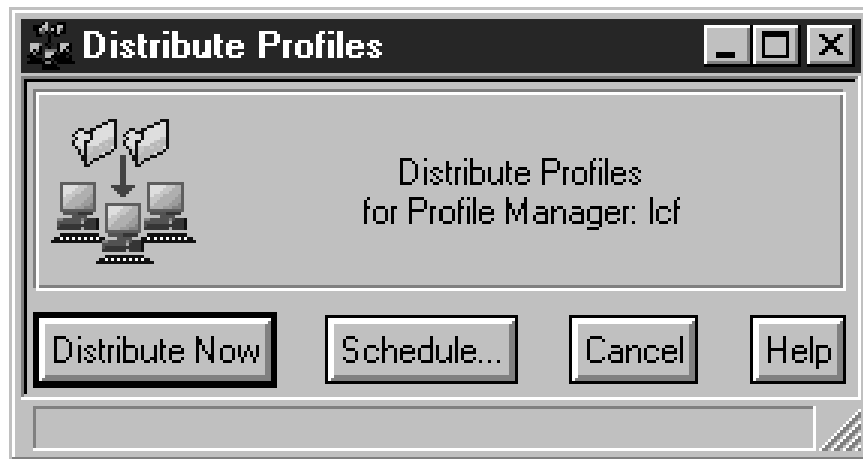 Distribute Profiles
Distribute Profiles
for Profile Manager: lcf
Distribute Now
Schedule...
Cancel
Help